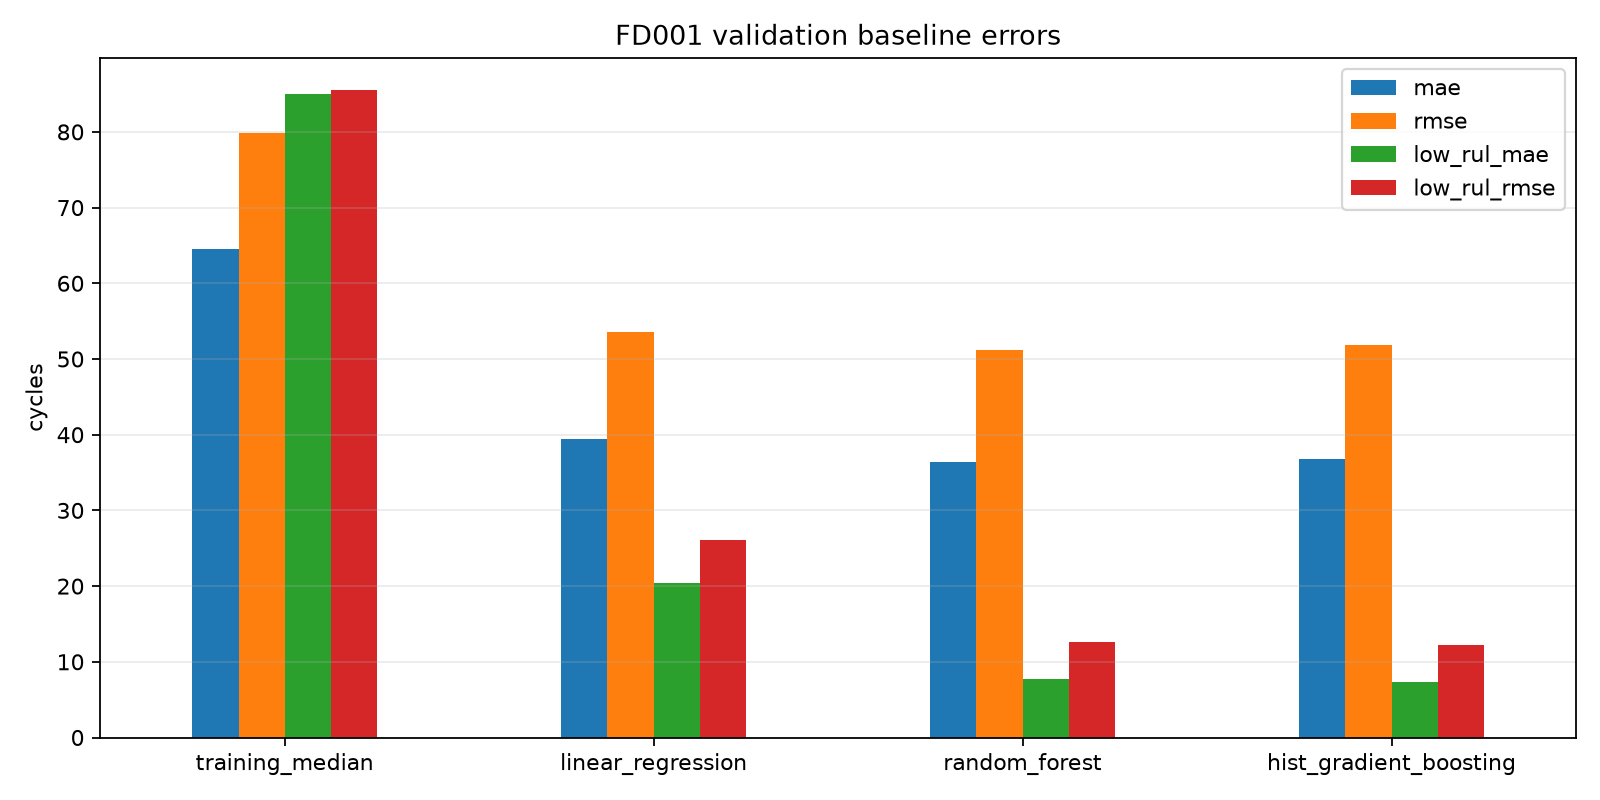 FD001 validation baseline errors
mae
rmse
low_rul_mae
low_rul_rmse
cycles
80
70
60
50
40
30
20
10
0
training_median
linear_regression
random_forest
hist_gradient_boosting